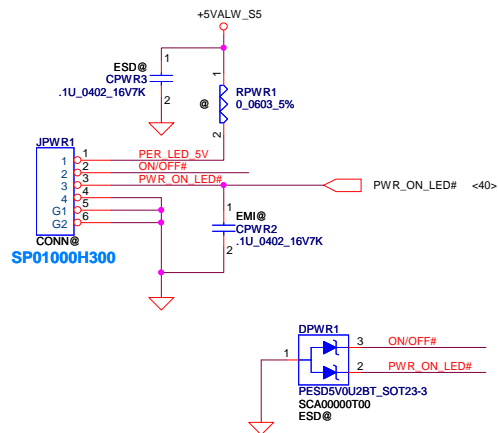 +5VALW_S5
1
ESD@
CPWR3
.1U_0402_16V7K
2
1
RPWR1
@
0_0603_5%
2
JPWR1
1
1
PER_LED_5V
2
2
ON/OFF#
3
3
PWR_ON_LED#
4
4
G1
5
G2
6
CONN@
SP01000H300
PWR_ON_LED# <40>
1
EMI@
CPWR2
.1U_0402_16V7K
2
DPWR1
1
3
ON/OFF#
2
PWR_ON_LED#
PESD5V0U2BT_SOT23-3
SCA00000T00
ESD@